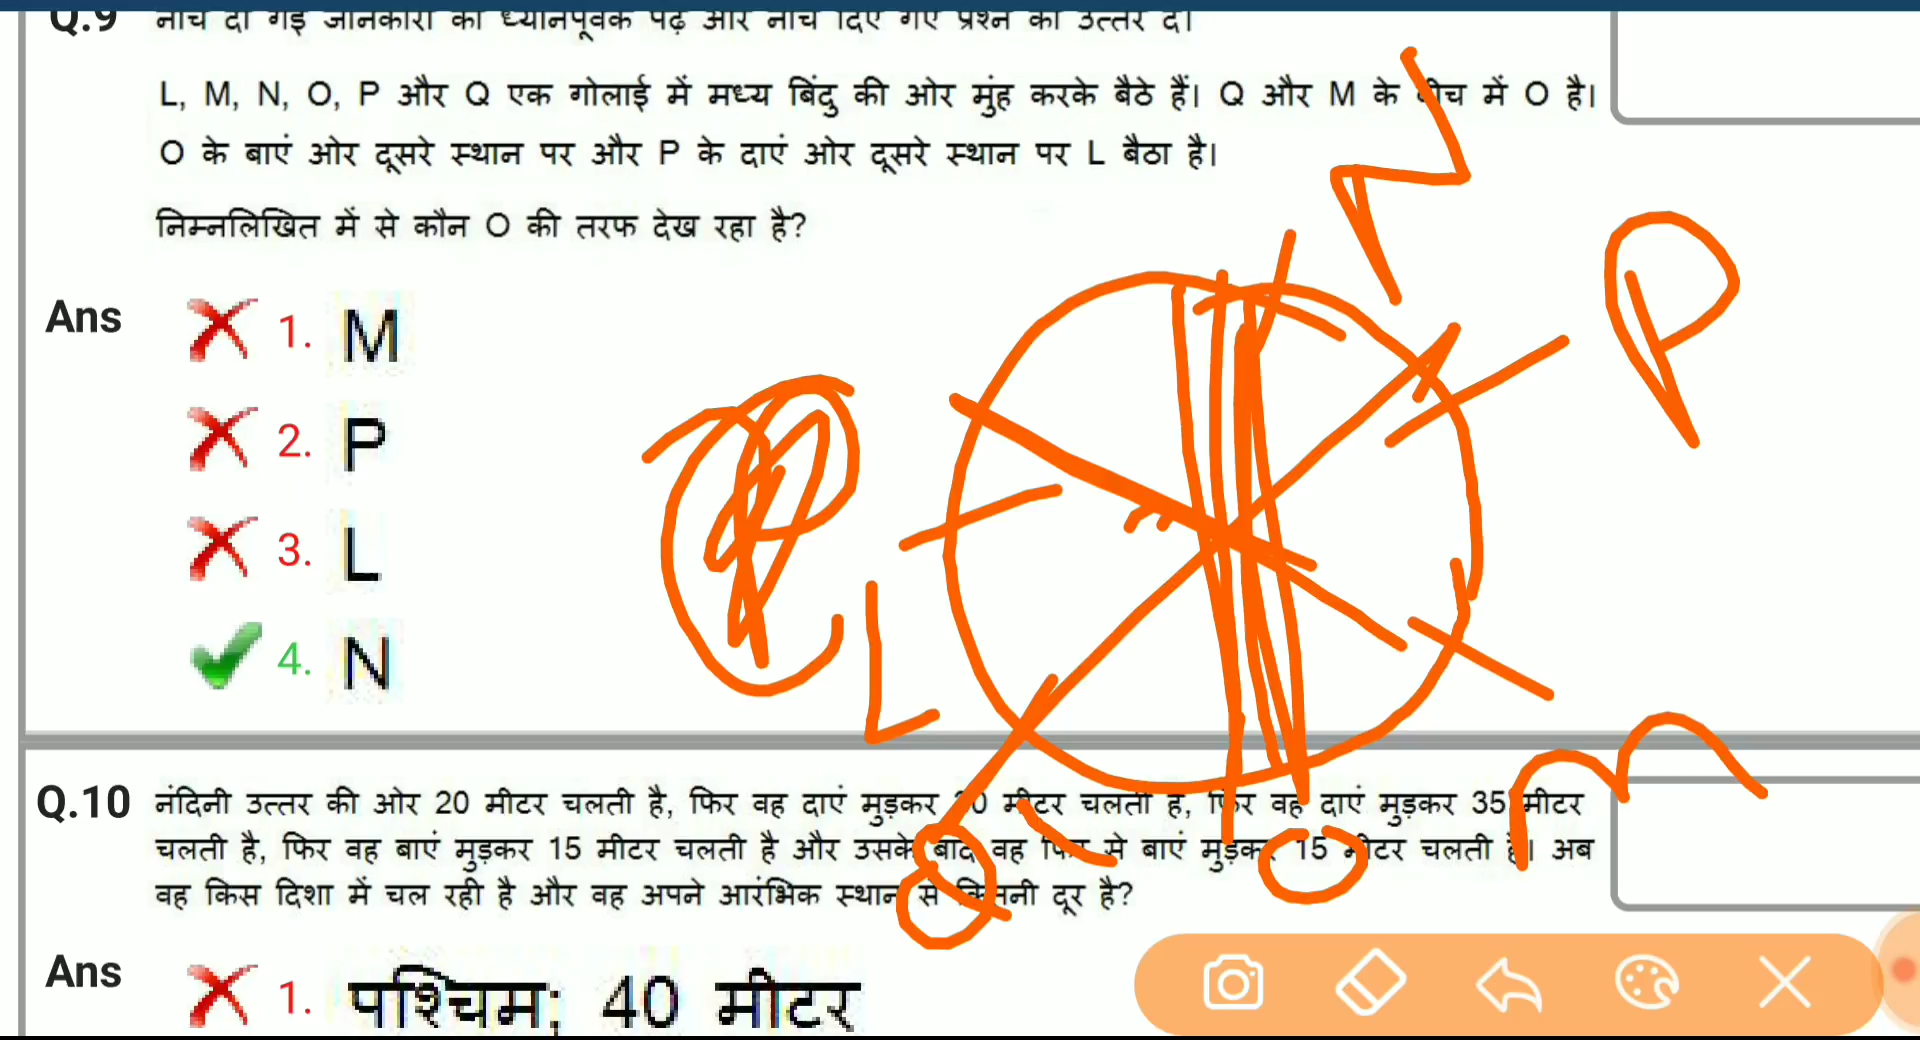 Q.9 नीचे दी गई जानकारी को ध्यानपूर्वक पढ़ें और नीचे दिए गए प्रश्न का उत्तर दें।
L, M, N, O, P और Q एक गोलाई में मध्य बिंदु की ओर मुंह करके बैठे हैं। Q और M के बीच में O है।
O के बाएं ओर दूसरे स्थान पर और P के दाएं ओर दूसरे स्थान पर L बैठा है।
निम्नलिखित में से कौन O की तरफ देख रहा है?
Ans 1. M
2. P
3. L
4. N
N
P
L
m
Q
O
Q.10 नंदिनी उत्तर की ओर 20 मीटर चलती है, फिर वह दाएं मुड़कर मीटर चलती है, फिर वह दाएं मुड़कर 35 मीटर
चलती है, फिर वह बाएं मुड़कर 15 मीटर चलती है और उसके बाद वह फिर से बाएं मुड़कर 15 मीटर चलती है। अब
वह किस दिशा में चल रही है और वह अपने आरंभिक स्थान से कितनी दूर है?
Ans 1. पश्चिम; 40 मीटर